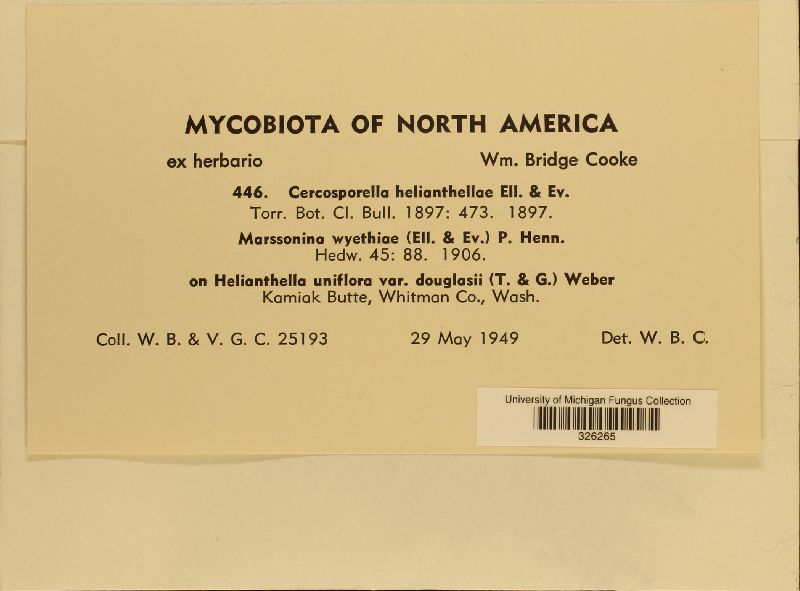 MYCOBIOTA OF NORTH AMERICA
ex herbario Wm. Bridge Cooke
446. Cercosporella helianthellae Ell. & Ev.
Torr. Bot. Cl. Bull. 1897: 473. 1897.
Marssonina wyethiae (Ell. & Ev.) P. Henn.
Hedw. 45: 88. 1906.
on Helianthella uniflora var. douglasii (T. & G.) Weber
Kamiak Butte, Whitman Co., Wash.
Coll. W. B. & V. G. C. 25193 29 May 1949 Det. W. B. C.
University of Michigan Fungus Collection
326265